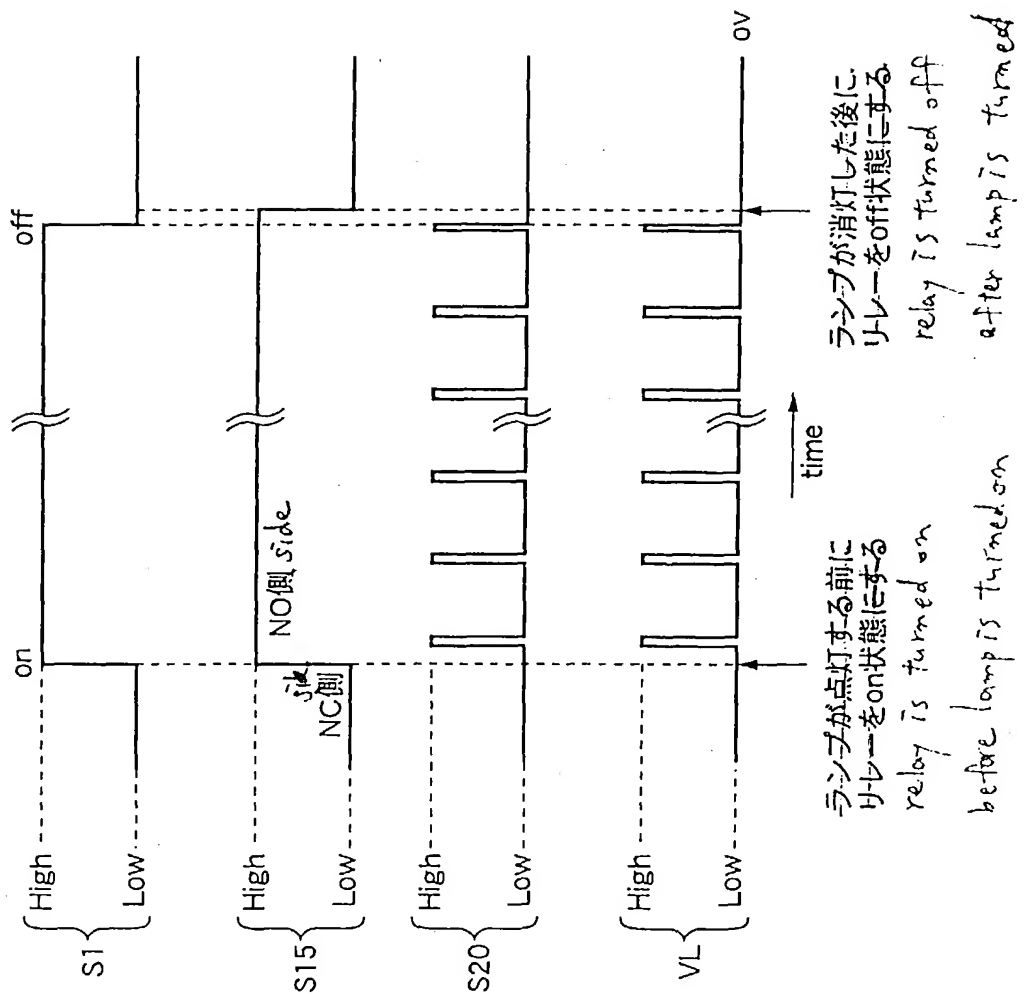 on
off
S1
High
Low
S15
High
Low
NO側 side
side
NC側
S20
High
Low
VL
High
Low
0V
time
ランプが点灯する前に
リレーをon状態にする
relay is turned on
before lamp is turned on
ランプが消灯した後に
リレーをoff状態にする
relay is turned off
after lamp is turned